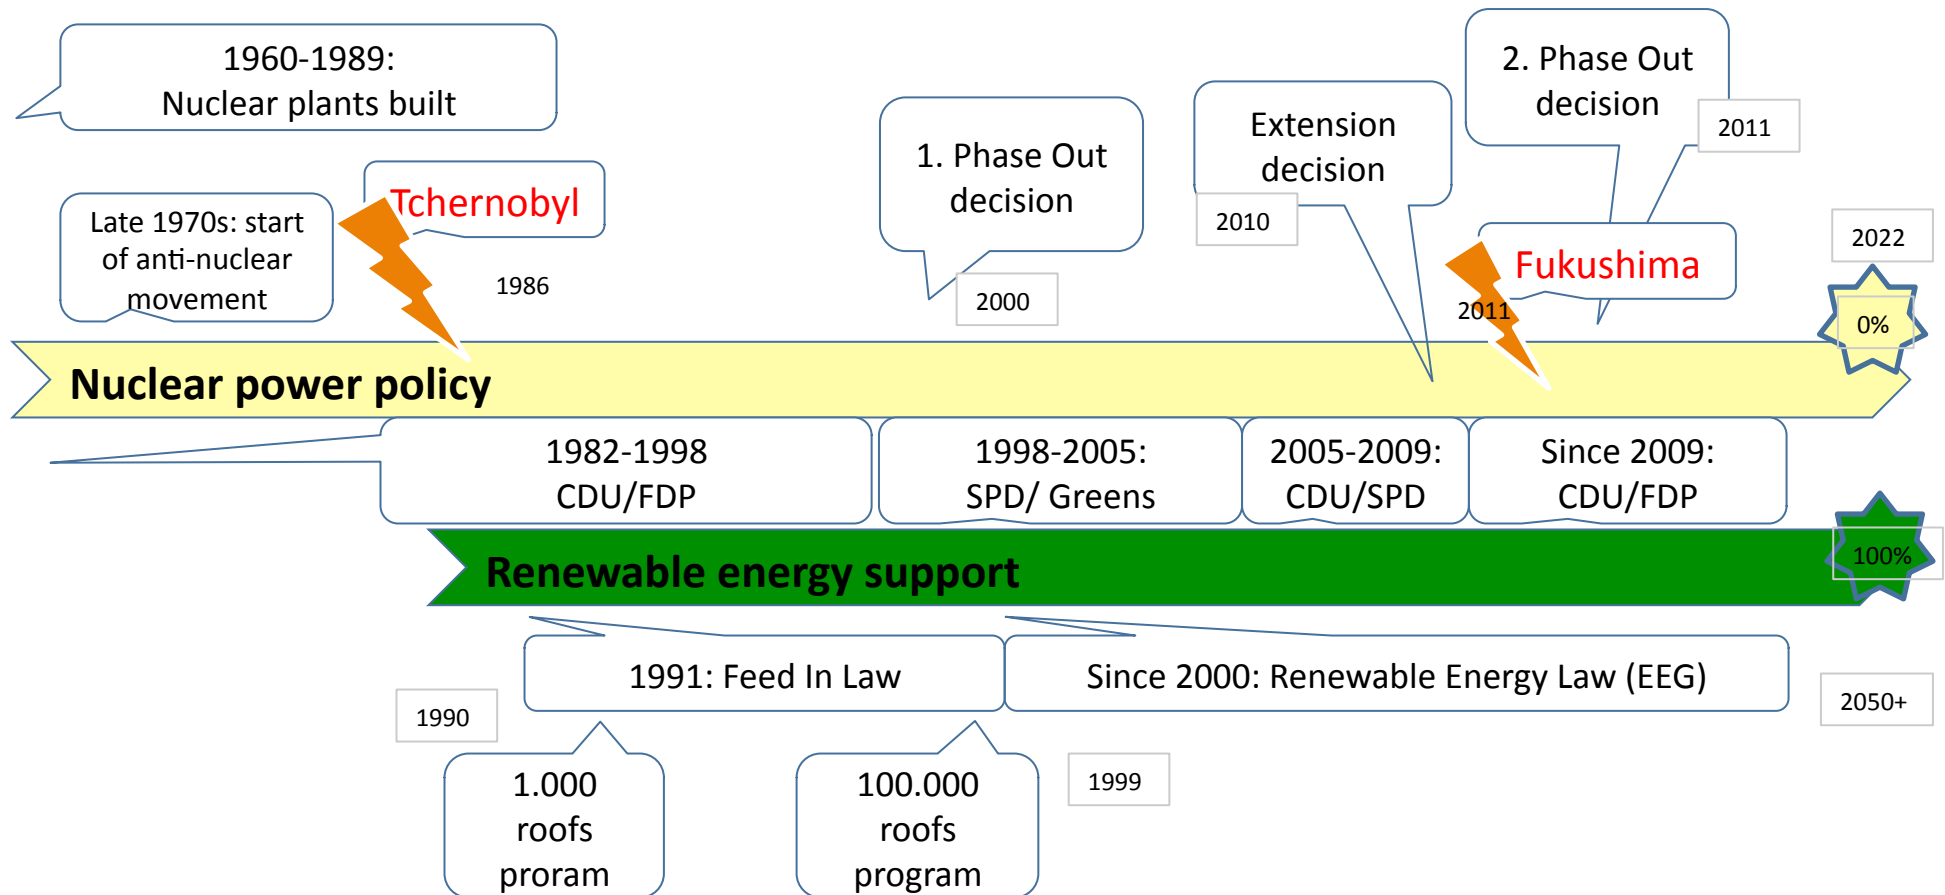 1960-1989:
Nuclear plants built
Late 1970s: start
of anti-nuclear
movement
Tchernobyl
1986
1. Phase Out
decision
2000
Extension
decision
2010
2. Phase Out
decision
2011
Fukushima
2011
2022
0%
Nuclear power policy
1982-1998
CDU/FDP
1998-2005:
SPD/ Greens
2005-2009:
CDU/SPD
Since 2009:
CDU/FDP
Renewable energy support
100%
1991: Feed In Law
Since 2000: Renewable Energy Law (EEG)
2050+
1990
1.000
roofs
proram
100.000
roofs
program
1999